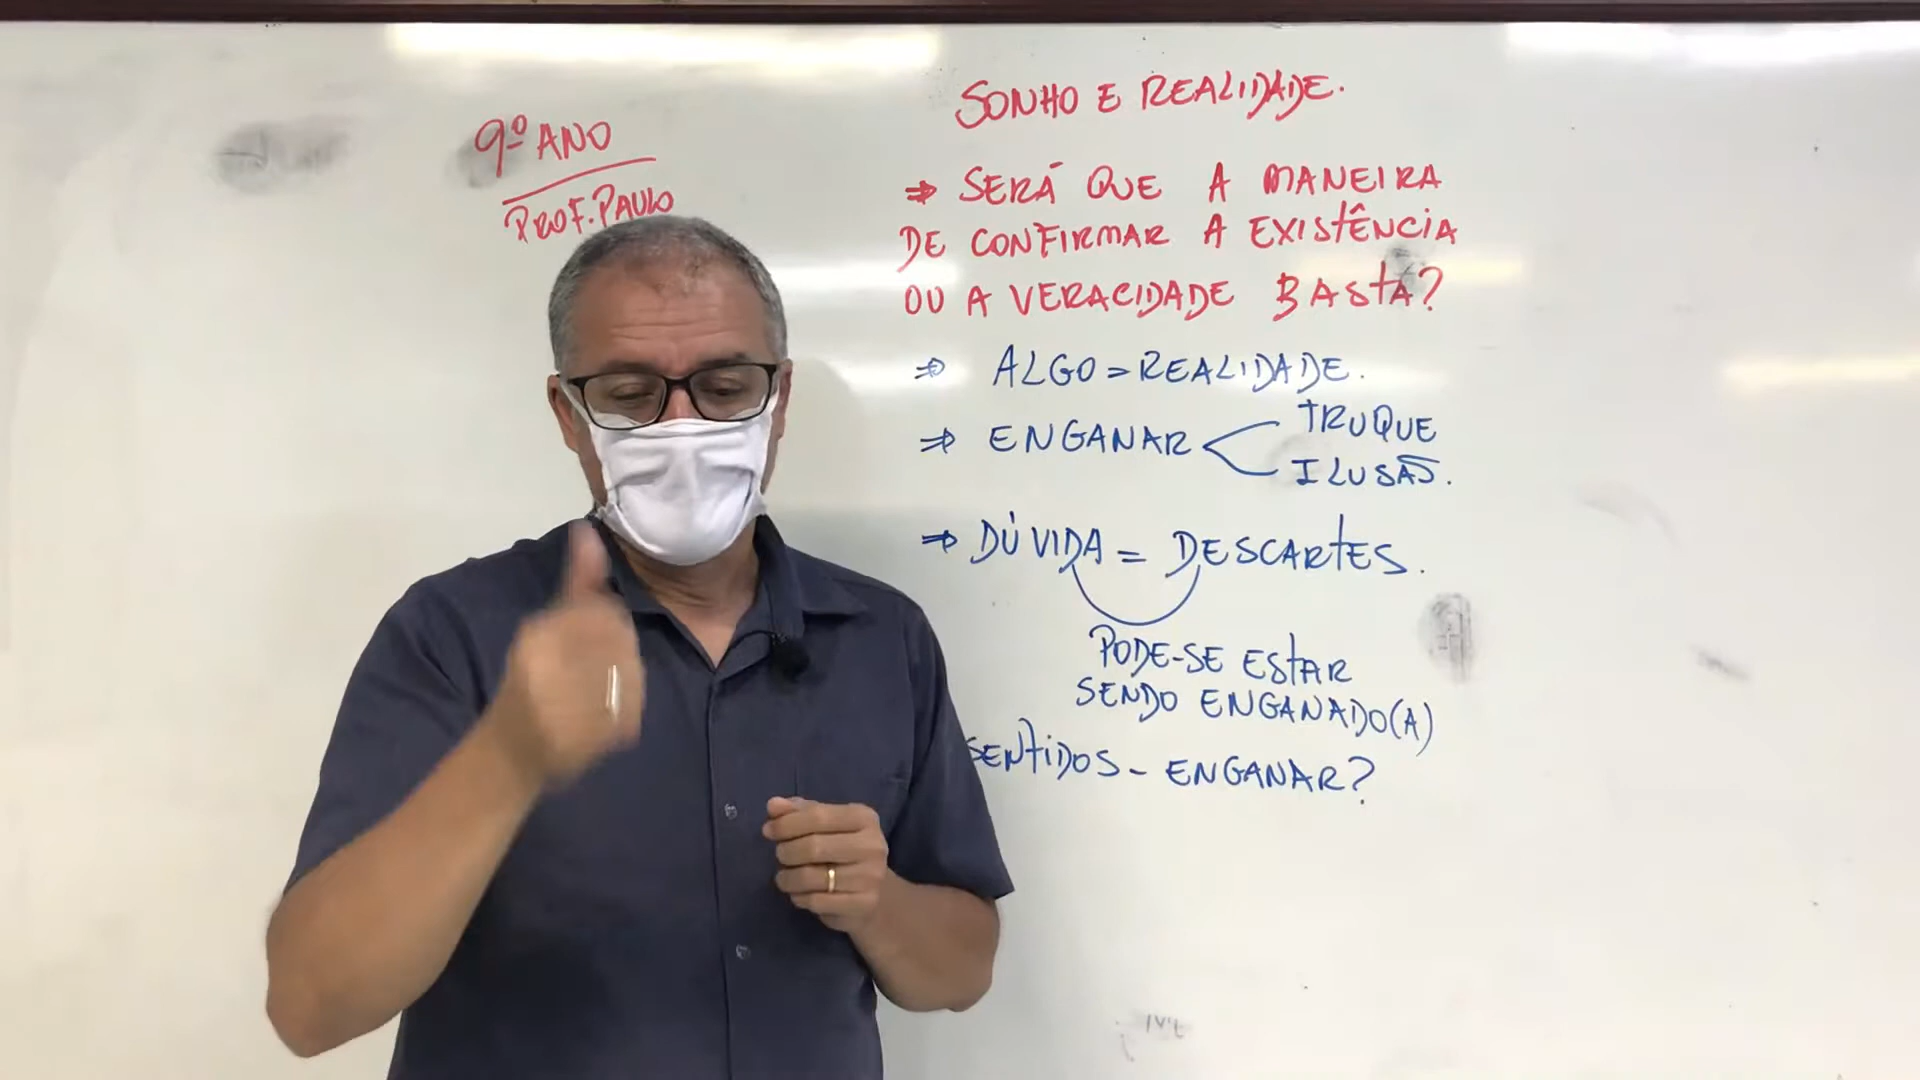 9º ANO
PROF. PAULO
SONHO E REALIDADE.
⇒ SERÁ QUE A MANEIRA
DE CONFIRMAR A EXISTÊNCIA
OU A VERACIDADE BASTA?
⇒ ALGO = REALIDADE.
⇒ ENGANAR < TRUQUE
ILUSÃO.
⇒ DÚVIDA = DESCARTES.
PODE-SE ESTAR
SENDO ENGANADO(A)
SENTIDOS - ENGANAR?